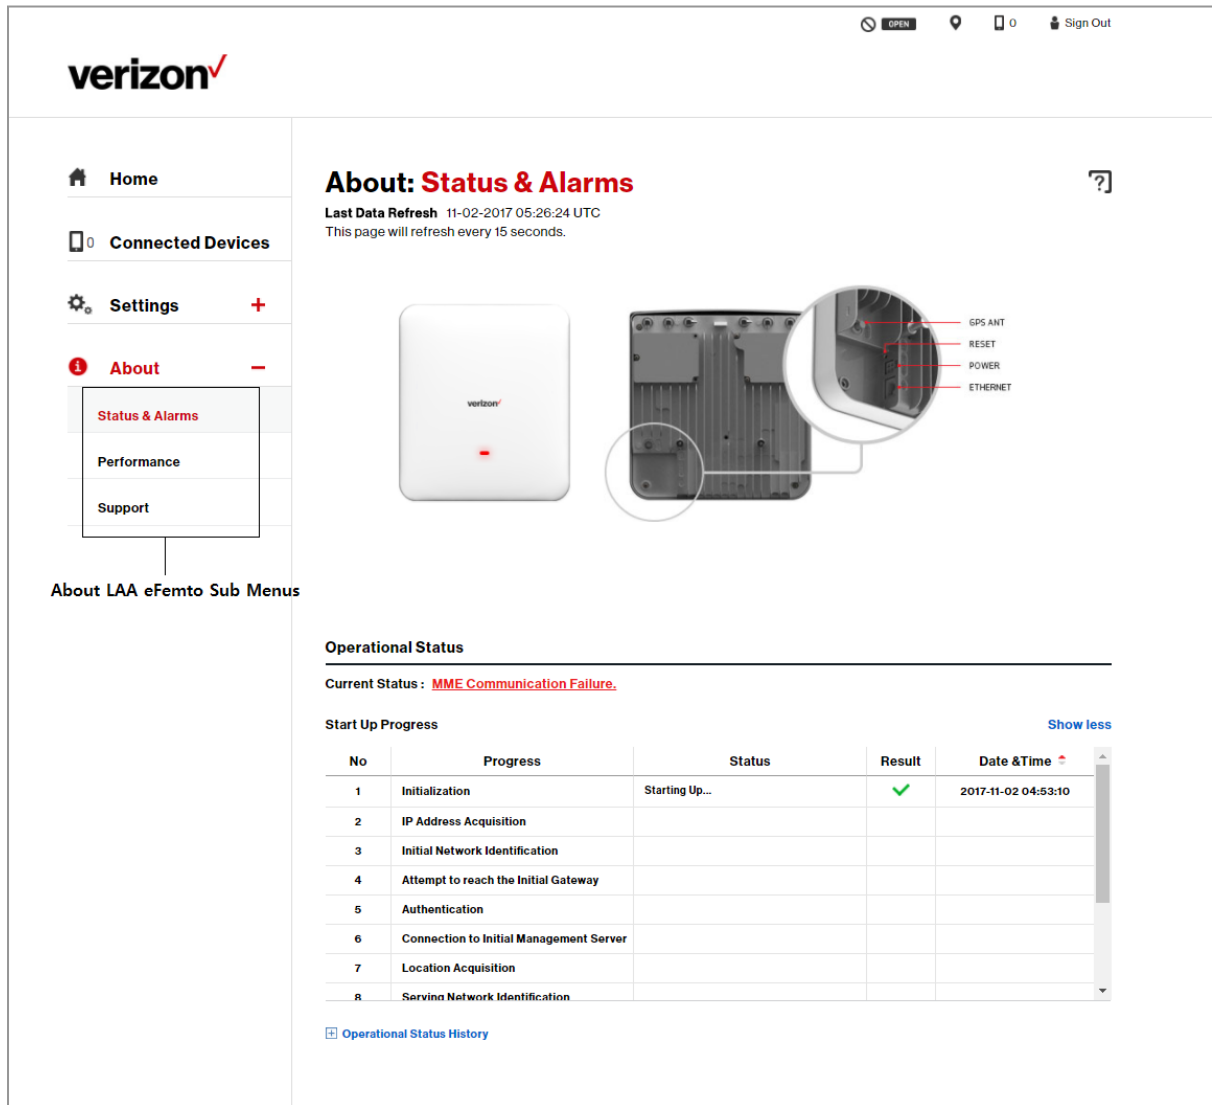 OPEN 0 Sign Out
verizon
Home
About: Status & Alarms
Last Data Refresh 11-02-2017 05:26:24 UTC
This page will refresh every 15 seconds.
0 Connected Devices
Settings
About
Status & Alarms
Performance
Support
About LAA eFemto Sub Menus
verizon
GPS ANT
RESET
POWER
ETHERNET
Operational Status
Current Status : MME Communication Failure.
Start Up Progress Show less
No Progress Status Result Date &Time
1 Initialization Starting Up... 2017-11-02 04:53:10
2 IP Address Acquisition
3 Initial Network Identification
4 Attempt to reach the Initial Gateway
5 Authentication
6 Connection to Initial Management Server
7 Location Acquisition
8 Serving Network Identification
Operational Status History